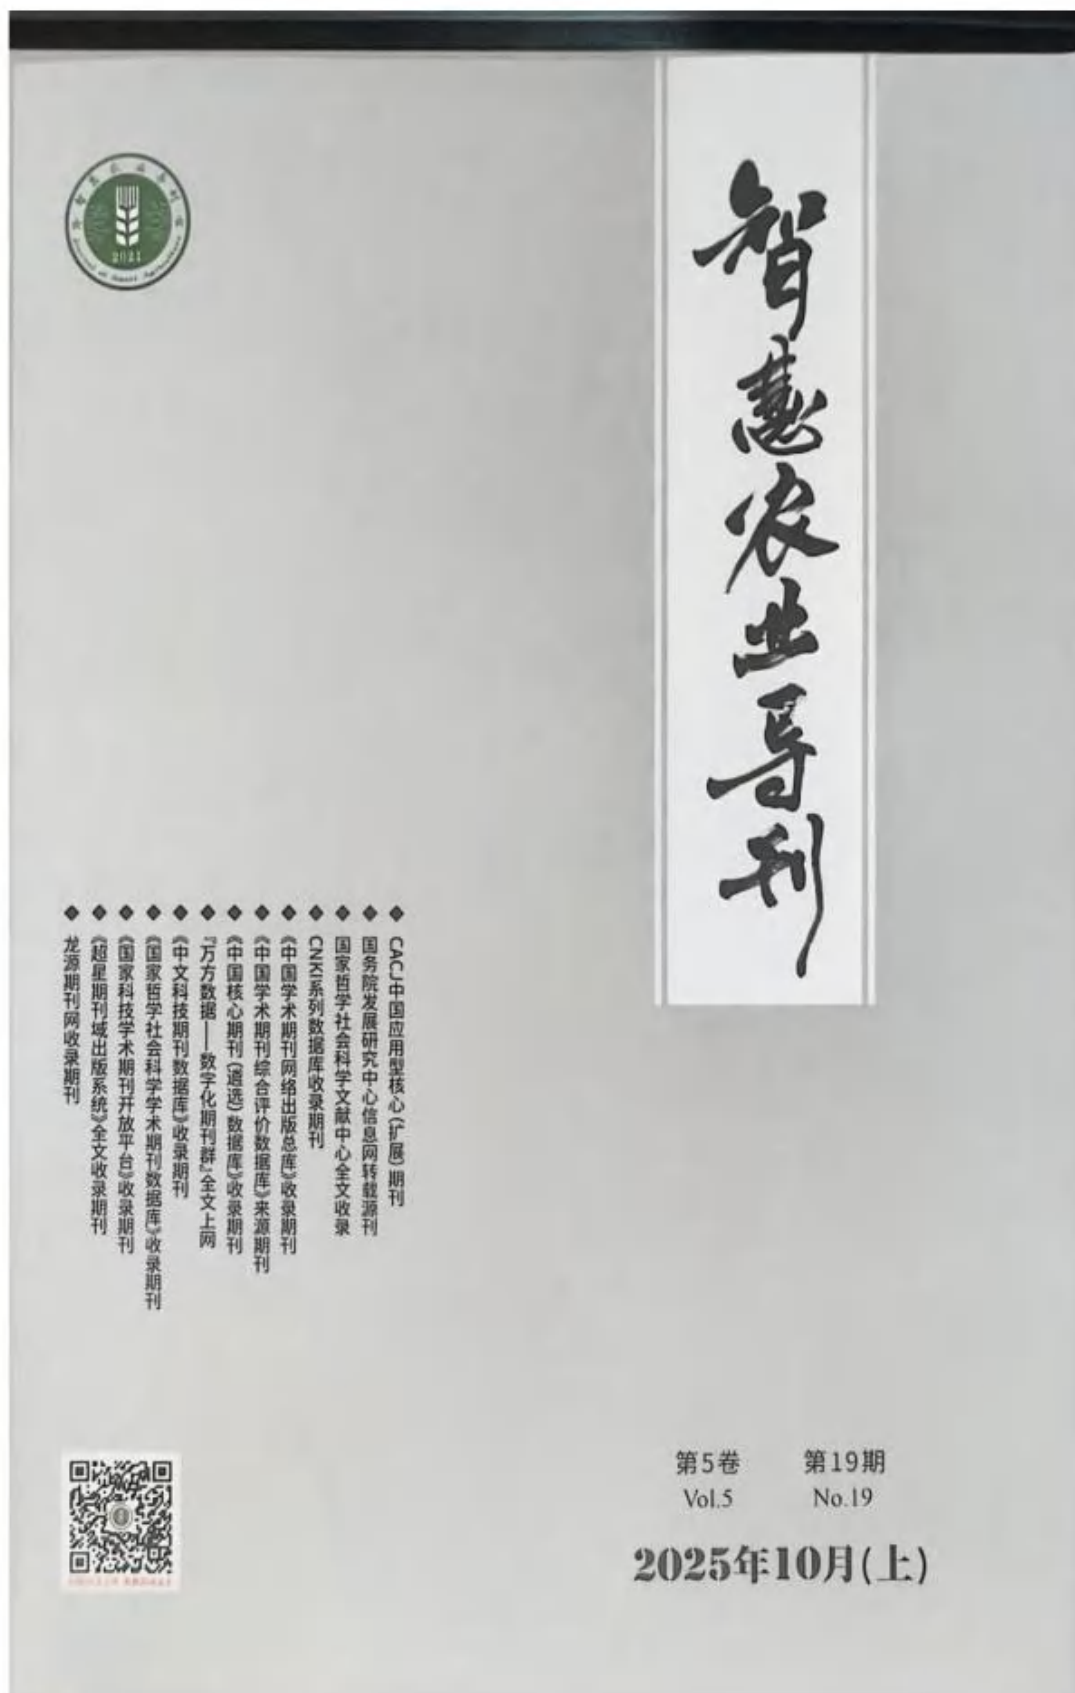 智慧农业导刊
2021
CACJ中国应用型核心(扩展)期刊
国务院发展研究中心信息网转载源刊
国家哲学社会科学文献中心全文收录
CNKI系列数据库收录期刊
《中国学术期刊网络出版总库》收录期刊
《中国学术期刊综合评价数据库》来源期刊
《中国核心期刊(遴选)数据库》收录期刊
『万方数据——数字化期刊群』全文上网
《中文科技期刊数据库》收录期刊
《国家哲学社会科学学术期刊数据库》收录期刊
《国家科技学术期刊开放平台》收录期刊
《超星期刊域出版系统》全文收录期刊
龙源期刊网收录期刊
第5卷 第19期
Vol.5 No.19
2025年10月(上)